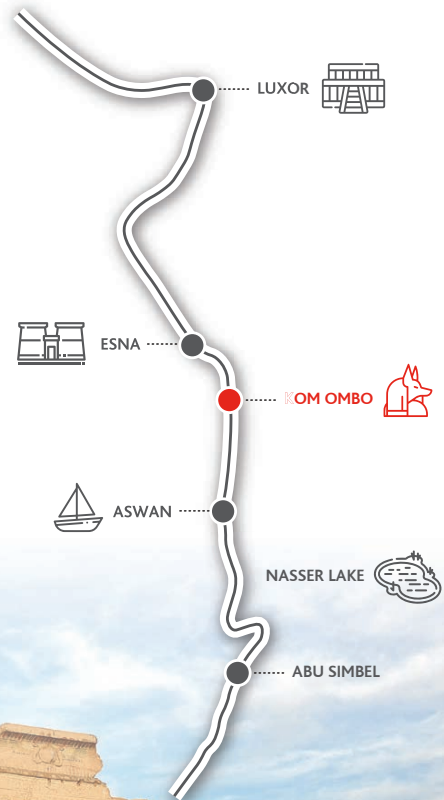 LUXOR
ESNA
KOM OMBO
ASWAN
NASSER LAKE
ABU SIMBEL